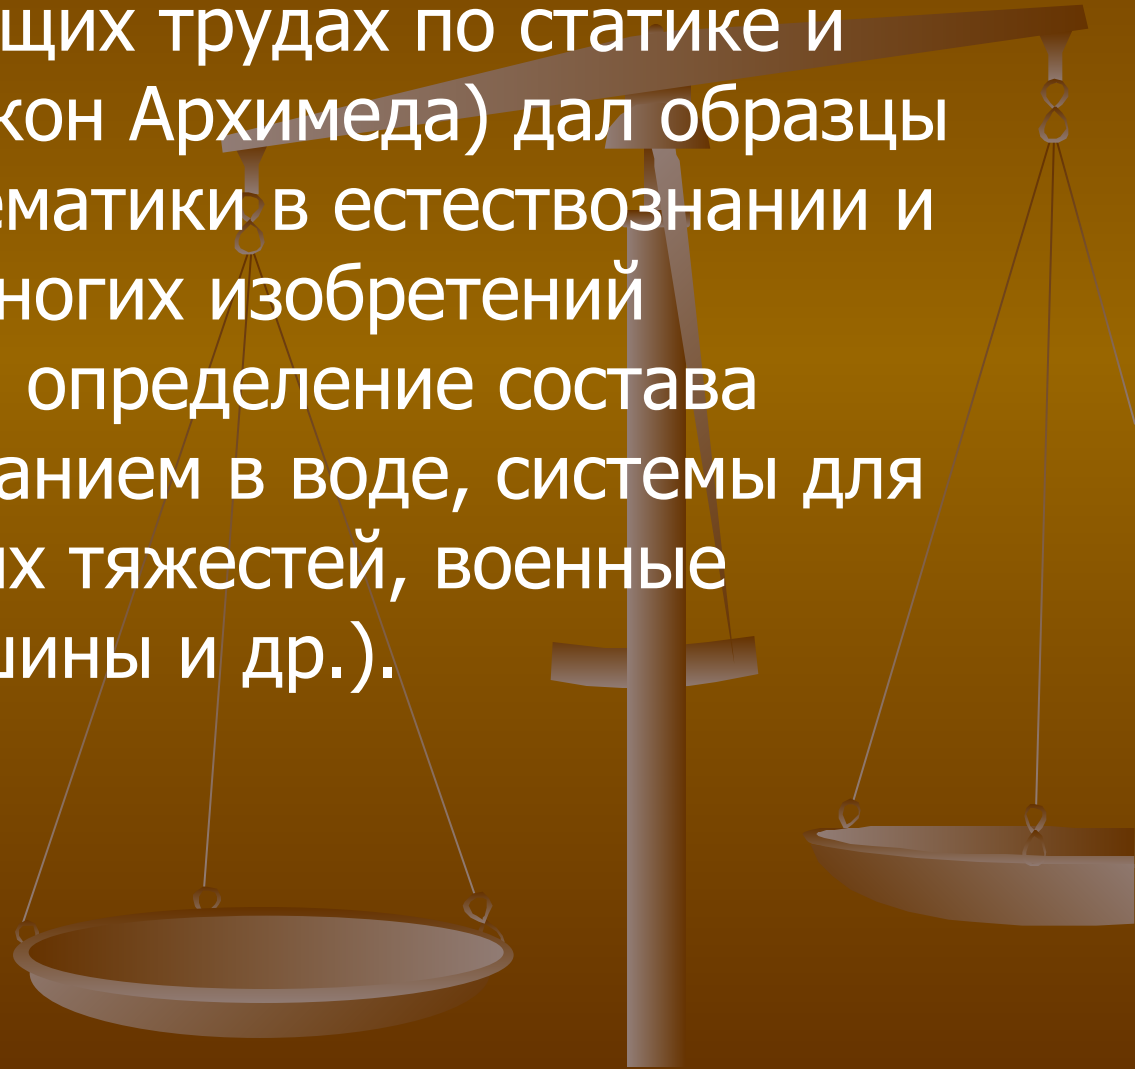 щих трудах по статике и
кон Архимеда) дал образцы
ематики в естествознании и
ногих изобретений
определение состава
анием в воде, системы для
их тяжестей, военные
шины и др.).